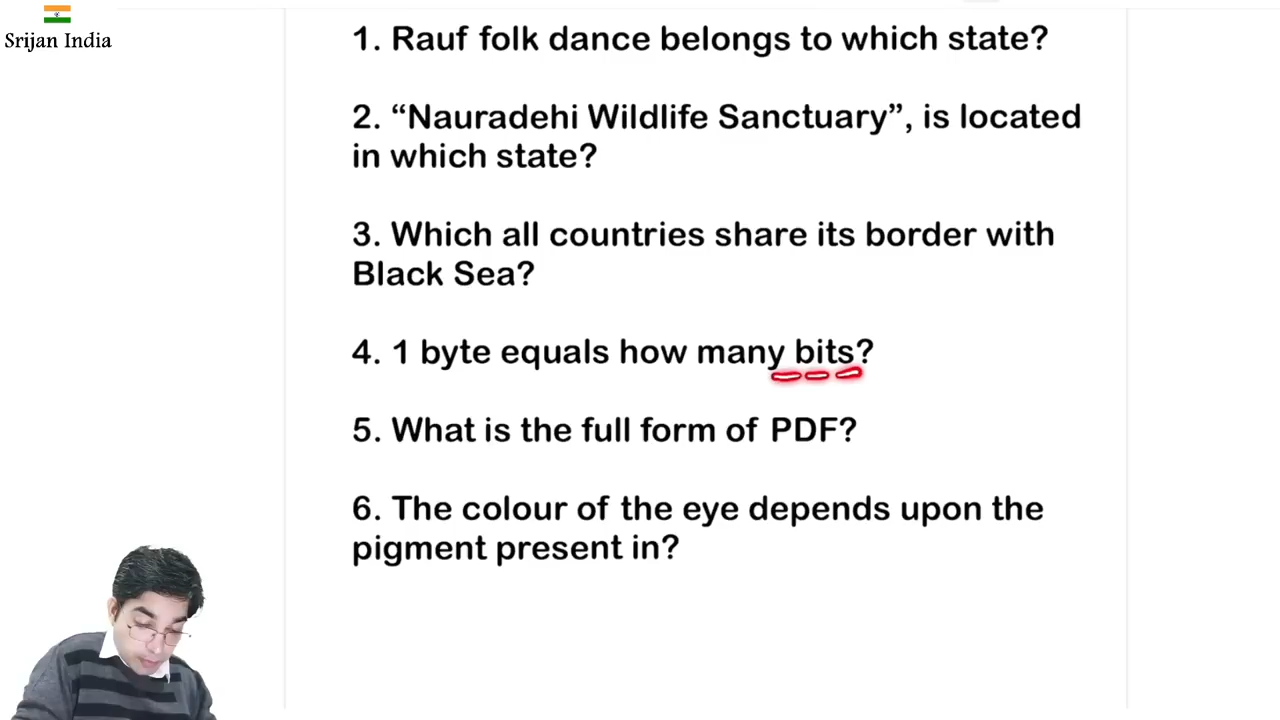 Srijan India
1. Rauf folk dance belongs to which state?
2. “Nauradehi Wildlife Sanctuary”, is located
in which state?
3. Which all countries share its border with
Black Sea?
4. 1 byte equals how many bits?
5. What is the full form of PDF?
6. The colour of the eye depends upon the
pigment present in?